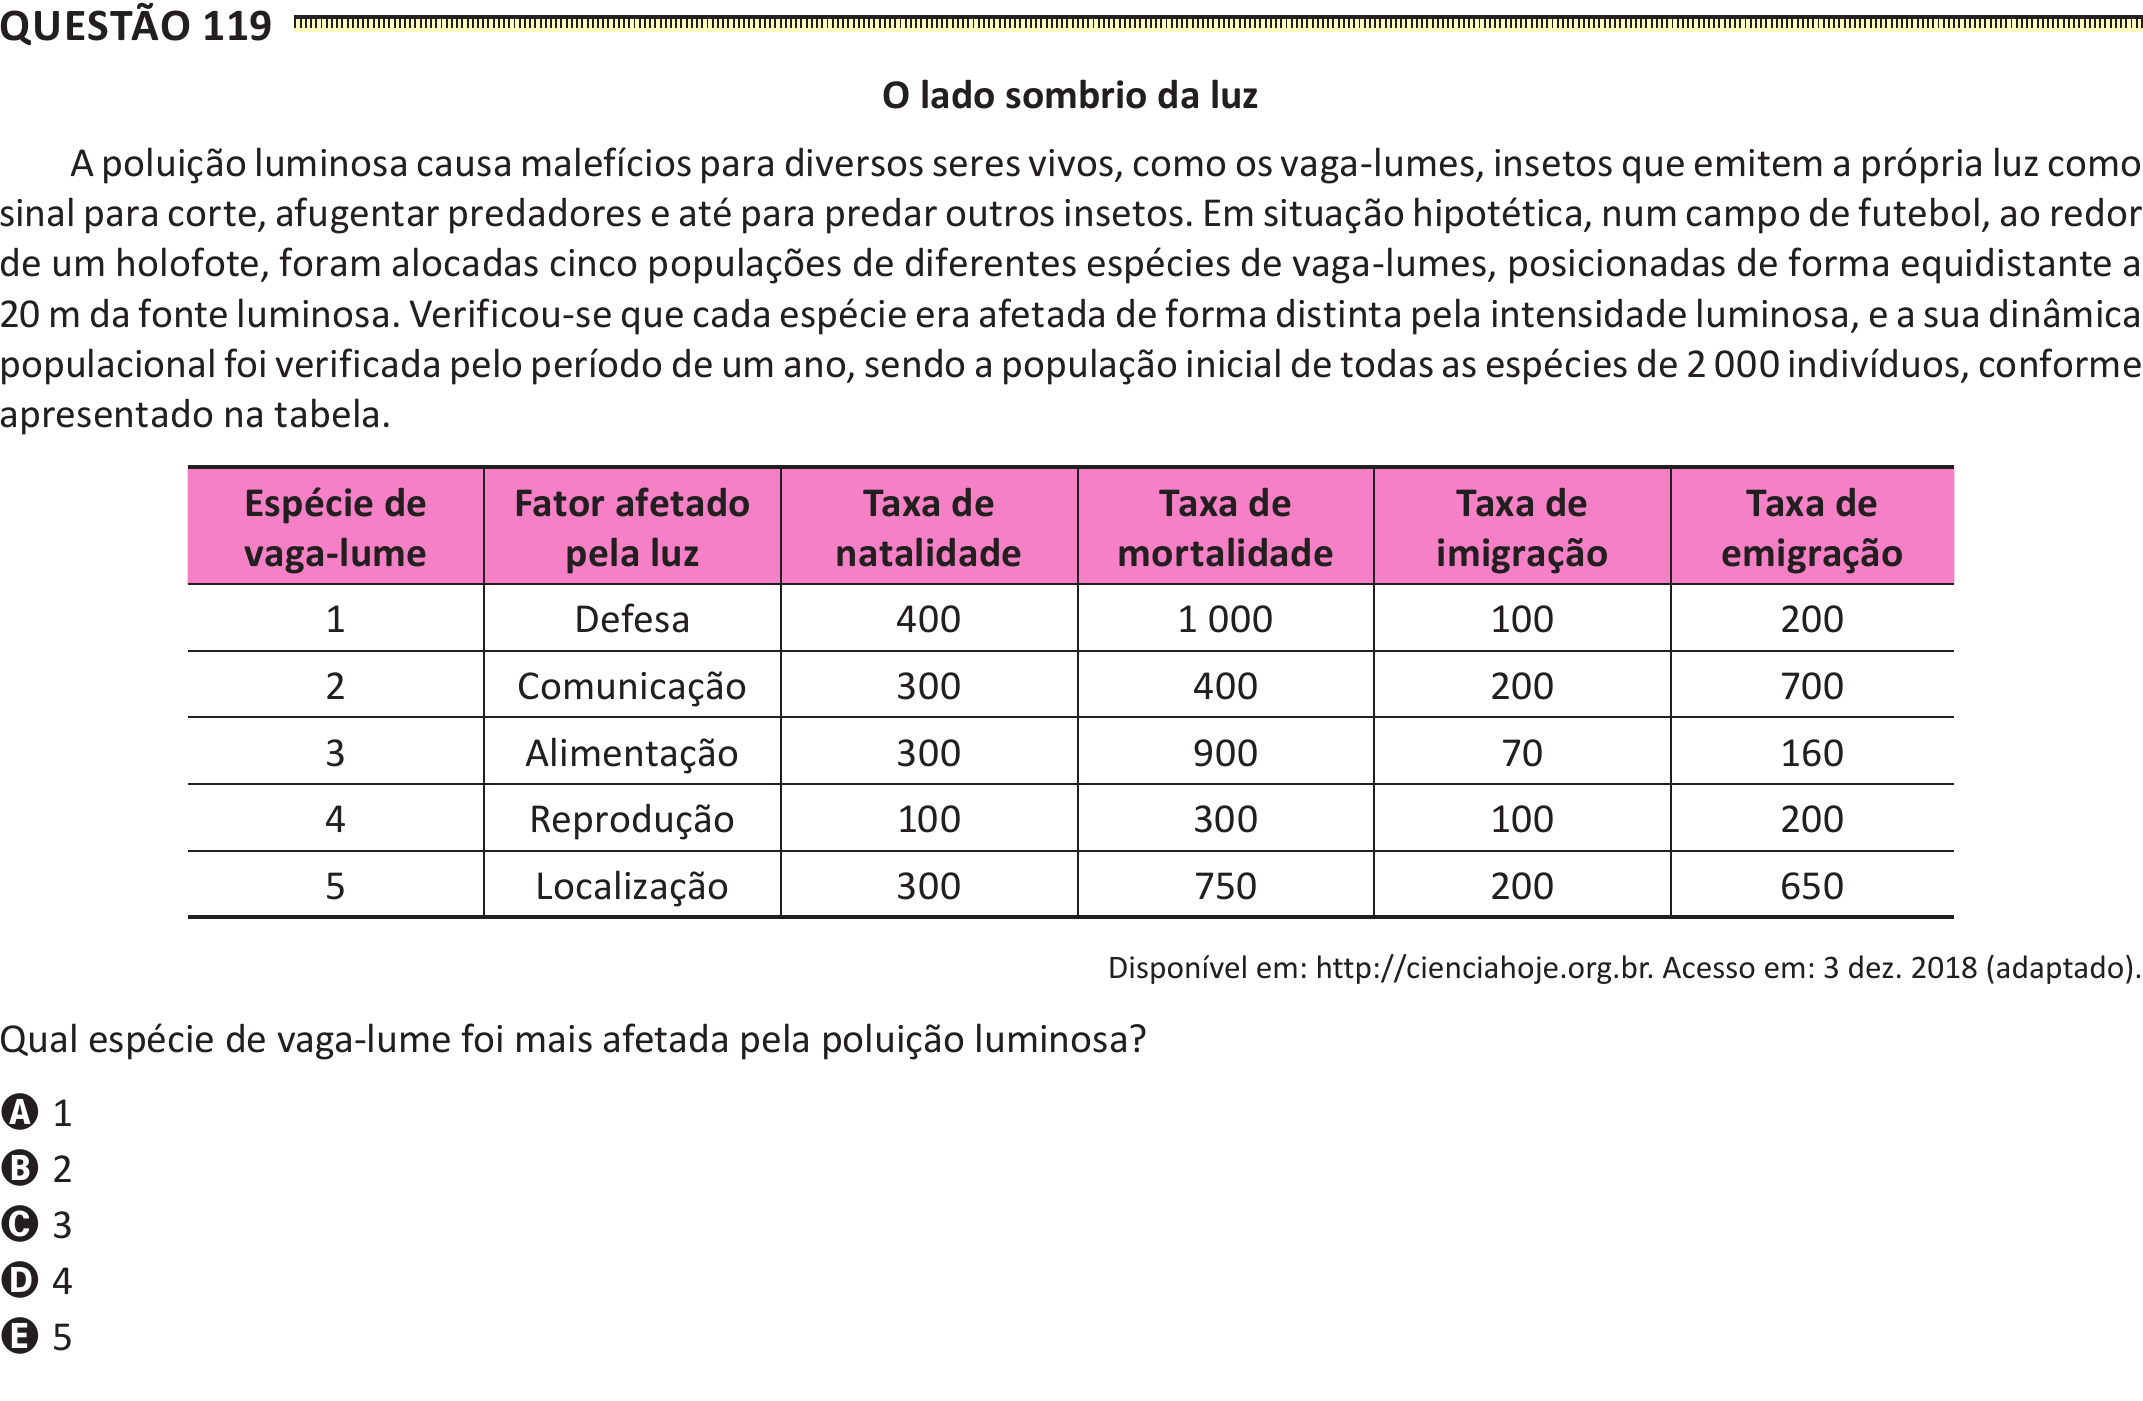 QUESTÃO 119
O lado sombrio da luz
A poluição luminosa causa malefícios para diversos seres vivos, como os vaga-lumes, insetos que emitem a própria luz como
sinal para corte, afugentar predadores e até para predar outros insetos. Em situação hipotética, num campo de futebol, ao redor
de um holofote, foram alocadas cinco populações de diferentes espécies de vaga-lumes, posicionadas de forma equidistante a
20 m da fonte luminosa. Verificou-se que cada espécie era afetada de forma distinta pela intensidade luminosa, e a sua dinâmica
populacional foi verificada pelo período de um ano, sendo a população inicial de todas as espécies de 2 000 indivíduos, conforme
apresentado na tabela.
Espécie de vaga-lume Fator afetado pela luz Taxa de natalidade Taxa de mortalidade Taxa de imigração Taxa de emigração
1 Defesa 400 1 000 100 200
2 Comunicação 300 400 200 700
3 Alimentação 300 900 70 160
4 Reprodução 100 300 100 200
5 Localização 300 750 200 650
Disponível em: http://cienciahoje.org.br. Acesso em: 3 dez. 2018 (adaptado).
Qual espécie de vaga-lume foi mais afetada pela poluição luminosa?
A 1
B 2
C 3
D 4
E 5